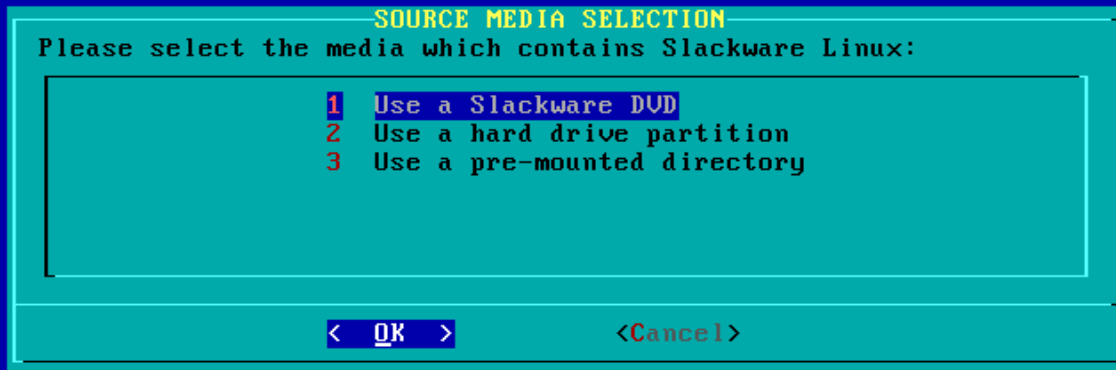 SOURCE MEDIA SELECTION
Please select the media which contains Slackware Linux:
1 Use a Slackware DVD
2 Use a hard drive partition
3 Use a pre-mounted directory
< OK > <Cancel>